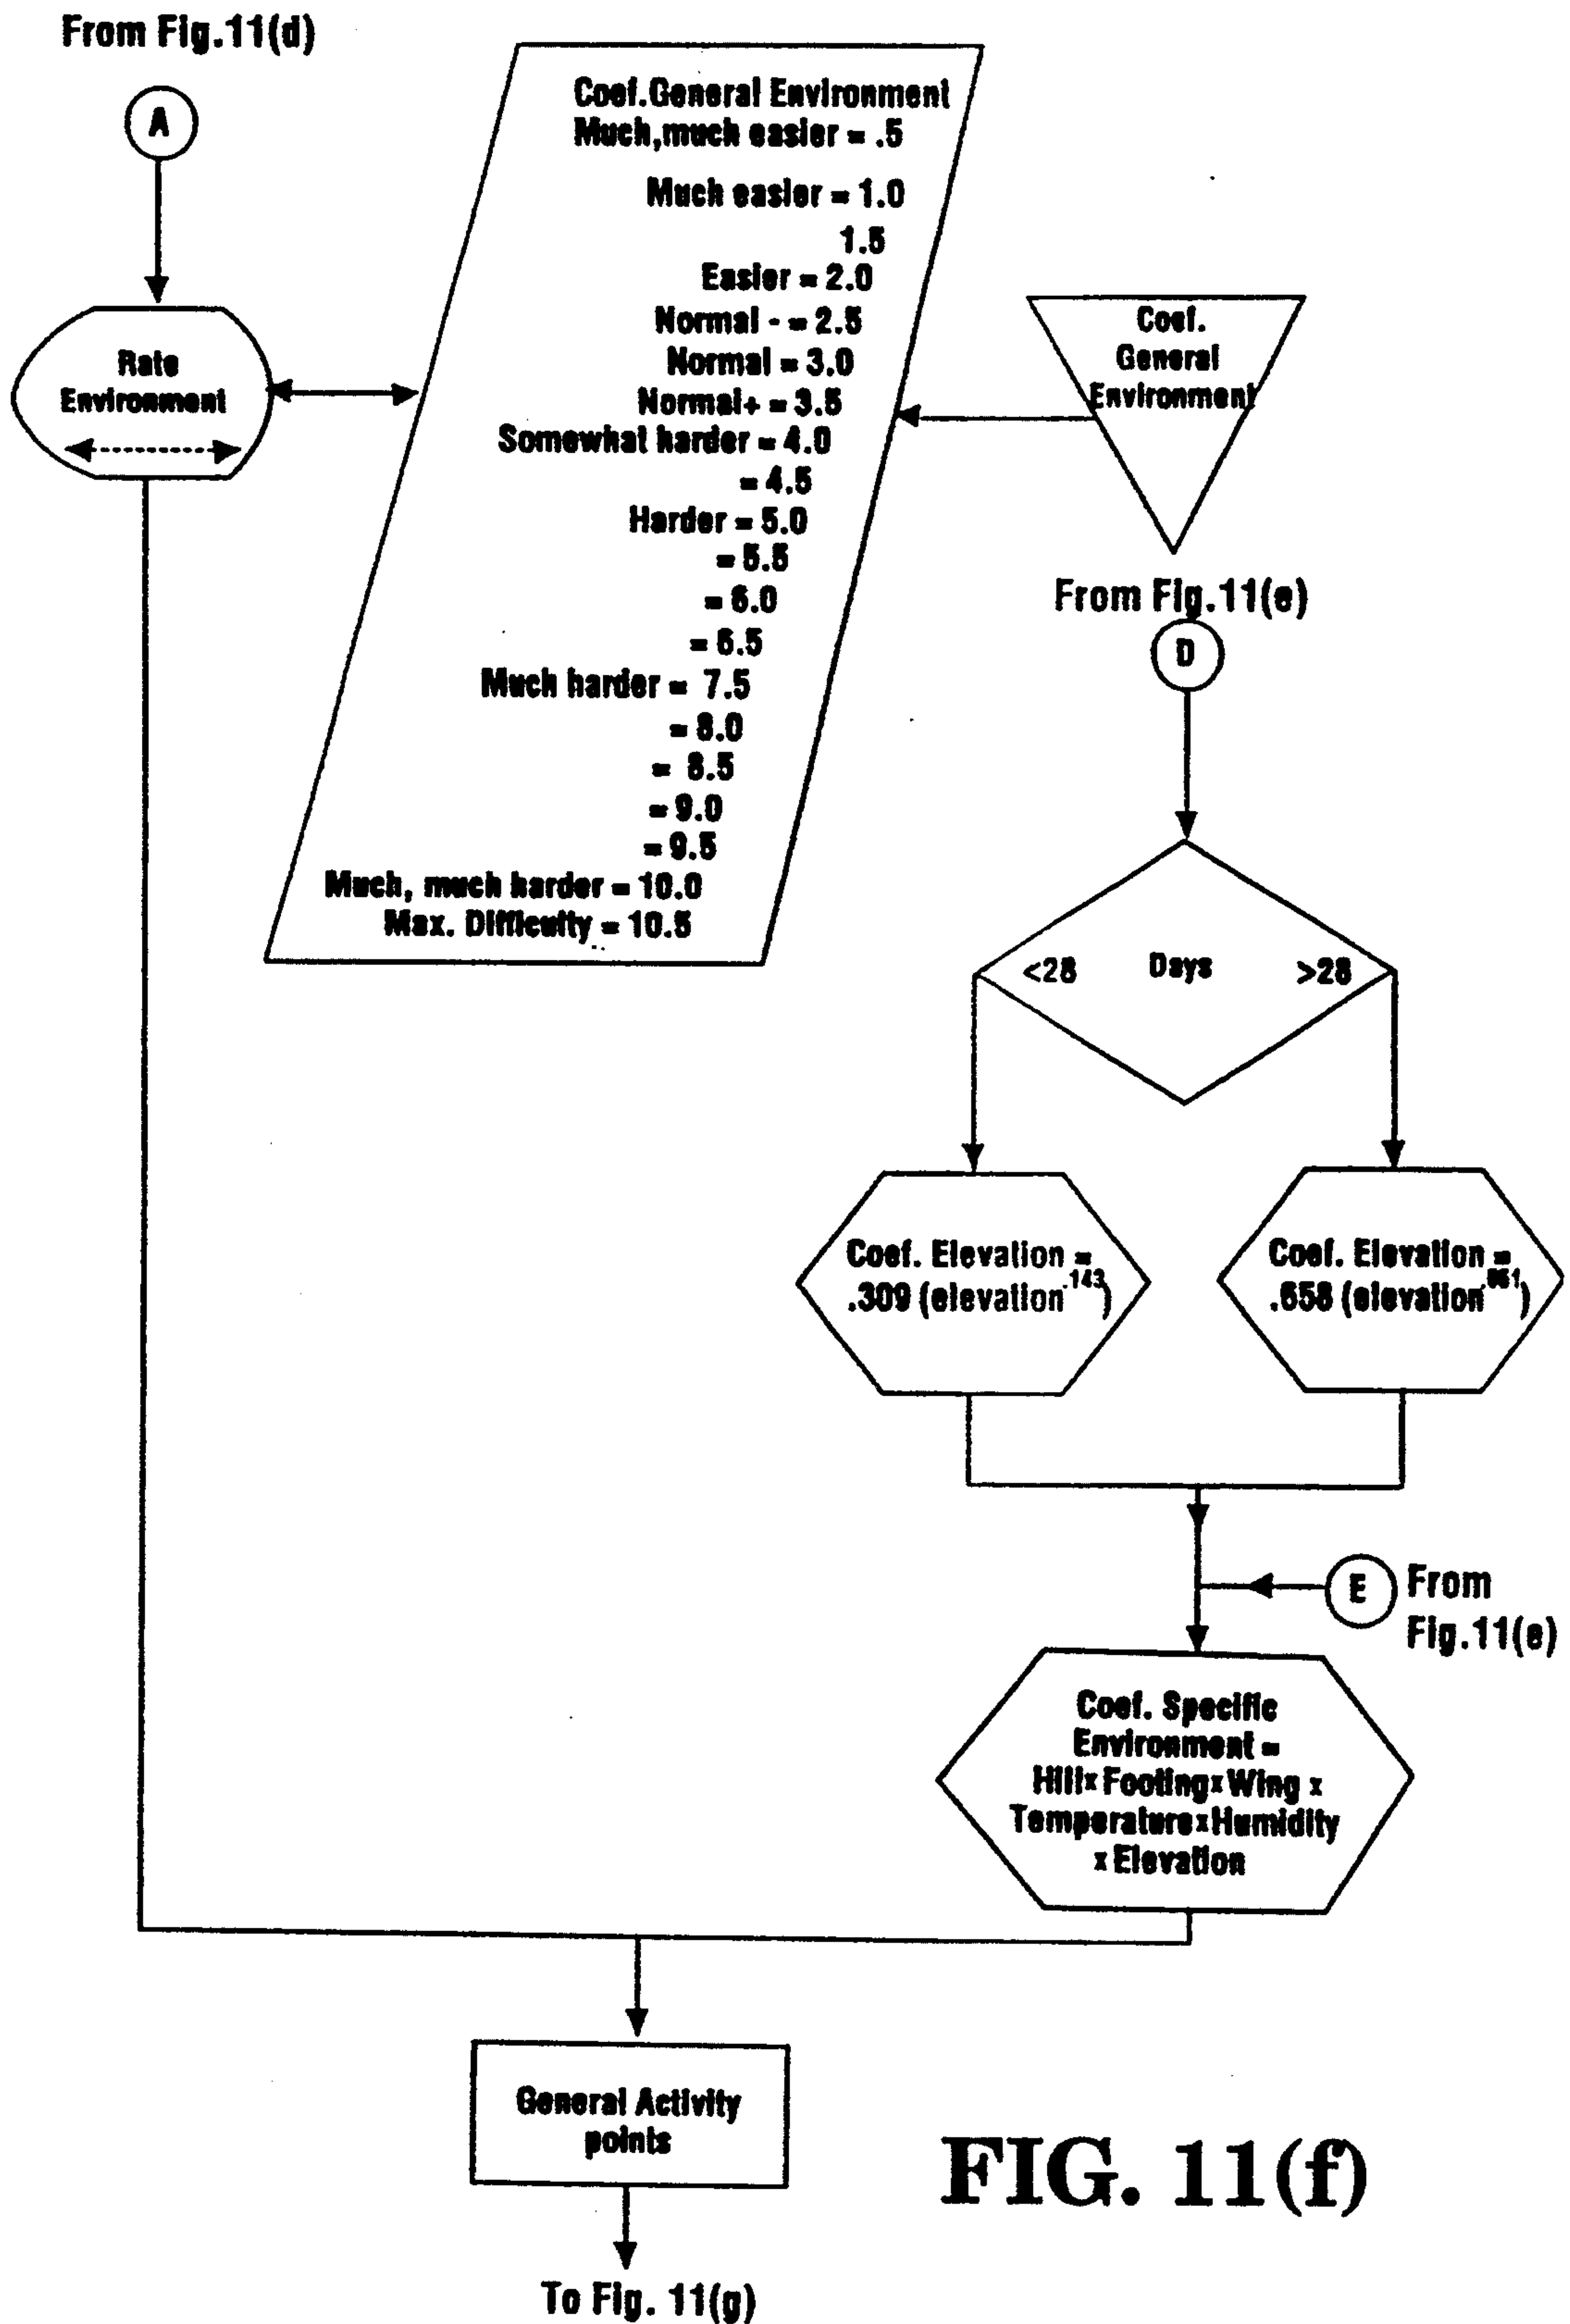 From Fig.11(d)
A
Rate
Environment
Coef.General Environment
Much,much easier = .5
Much easier = 1.0
1.5
Easier = 2.0
Normal - = 2.5
Normal = 3.0
Normal+ = 3.5
Somewhat harder = 4.0
= 4.5
Harder = 5.0
= 5.5
= 6.0
= 6.5
Much harder = 7.5
= 8.0
= 8.5
= 9.0
= 9.5
Much, much harder = 10.0
Max. Difficulty = 10.5
Coef.
General
Environment
From Fig.11(e)
D
<28 Days >28
Coef. Elevation =
.309 (elevation.143)
Coef. Elevation =
.658 (elevation)
E From
Fig.11(e)
Coef. Specific
Environment =
Hill x Footing x Wing x
Temperature x Humidity
x Elevation
General Activity
points
To Fig. 11(g)
FIG. 11(f)